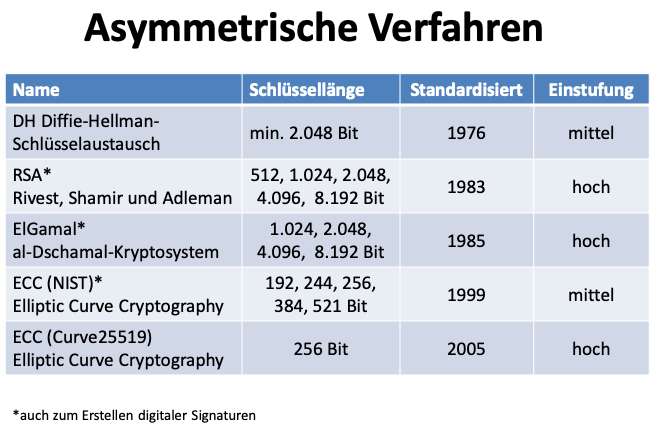 Asymmetrische Verfahren
Name Schlüssellänge Standardisiert Einstufung
DH Diffie-Hellman-
Schlüsselaustausch
min. 2.048 Bit 1976 mittel
RSA*
Rivest, Shamir und Adleman
512, 1.024, 2.048,
4.096, 8.192 Bit
1983 hoch
ElGamal*
al-Dschamal-Kryptosystem
1.024, 2.048,
4.096, 8.192 Bit
1985 hoch
ECC (NIST)*
Elliptic Curve Cryptography
192, 244, 256,
384, 521 Bit
1999 mittel
ECC (Curve25519)
Elliptic Curve Cryptography
256 Bit 2005 hoch
*auch zum Erstellen digitaler Signaturen